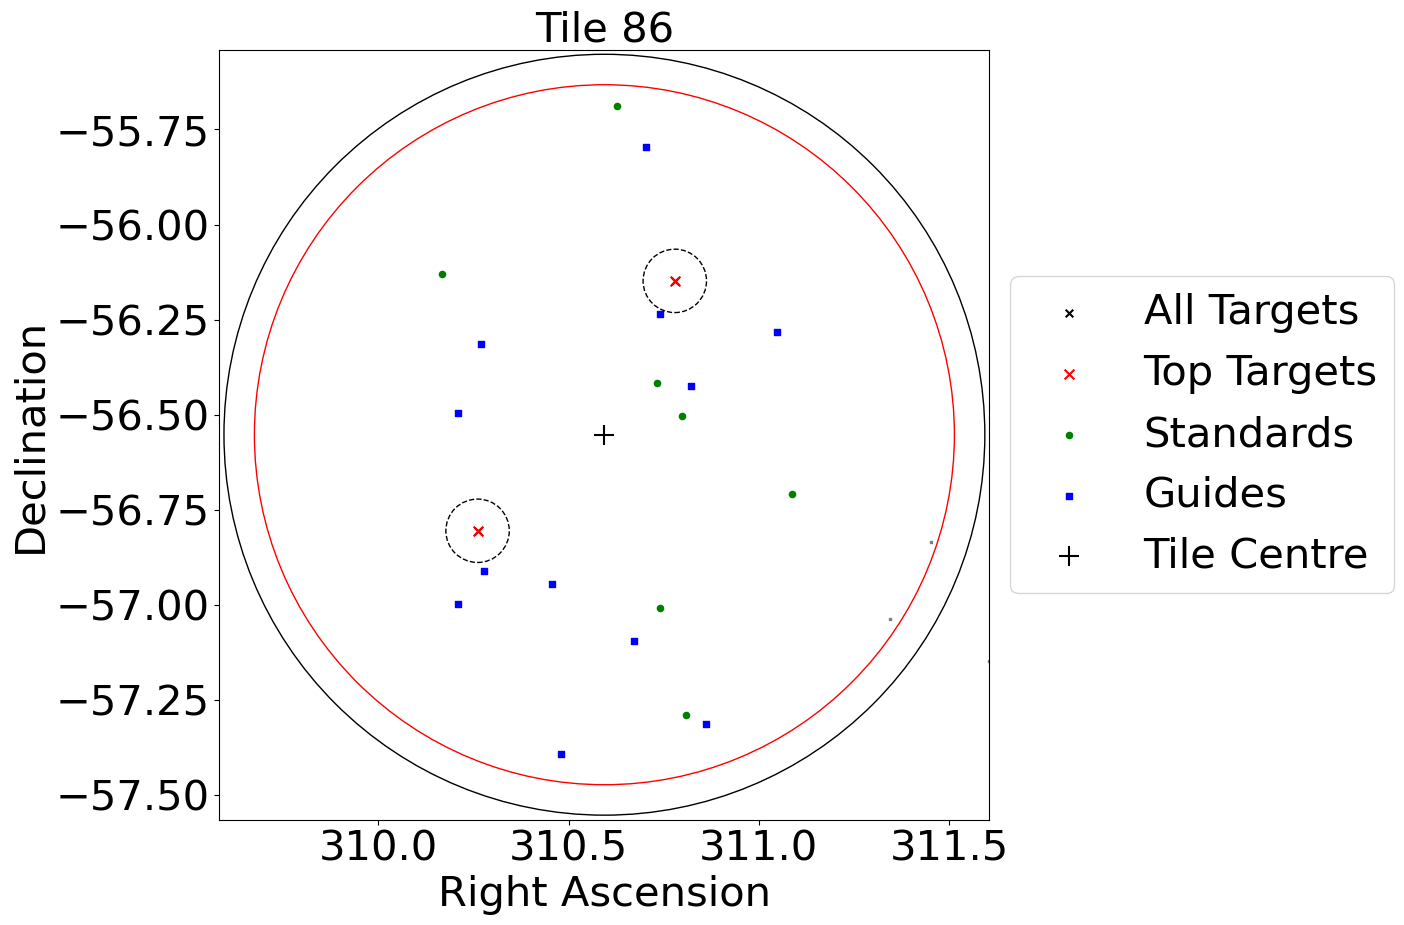 Tile 86
Declination
−55.75
−56.00
−56.25
−56.50
−56.75
−57.00
−57.25
−57.50
310.0
310.5
311.0
311.5
Right Ascension
All Targets
Top Targets
Standards
Guides
Tile Centre